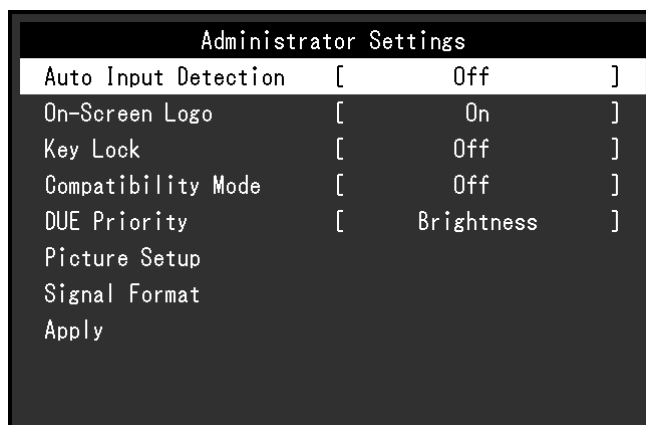 Administrator Settings
Auto Input Detection [ Off ]
On-Screen Logo [ On ]
Key Lock [ Off ]
Compatibility Mode [ Off ]
DUE Priority [ Brightness ]
Picture Setup
Signal Format
Apply